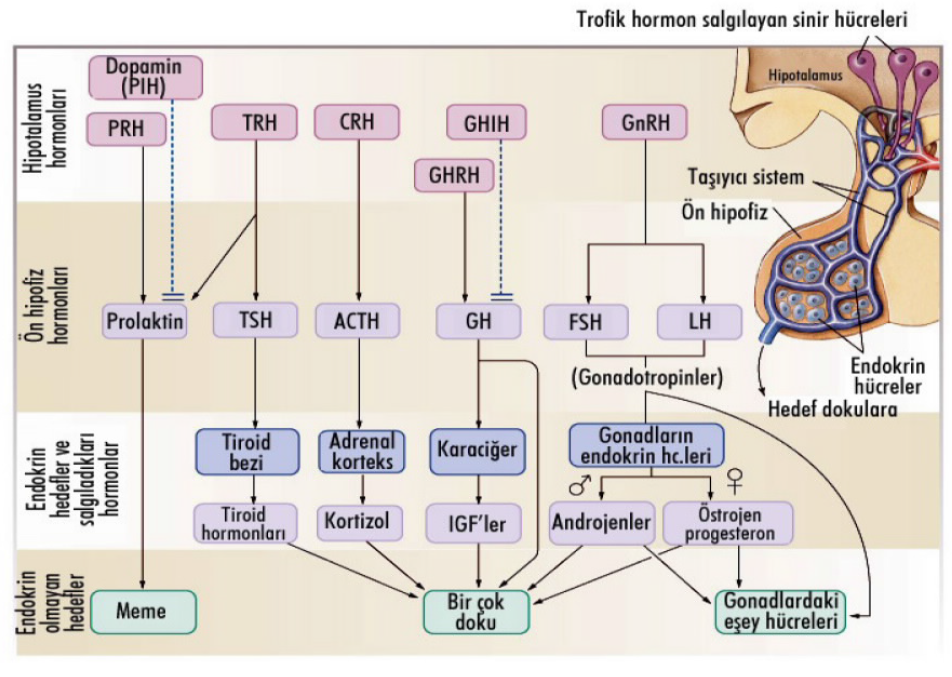 Trofik hormon salgılayan sinir hücreleri
Hipotalamus
hormonları
Dopamin
(PIH)
PRH
TRH
CRH
GHIH
GHRH
GnRH
Hipotalamus
Taşıyıcı sistem
Ön hipofiz
Ön hipofiz
hormonları
Prolaktin
TSH
ACTH
GH
FSH
LH
(Gonadotropinler)
Endokrin
hücreler
Hedef dokulara
Endokrin
hedefler ve
salgıladıkları
hormonlar
Tiroid
bezi
Adrenal
korteks
Karaciğer
Gonadların
endokrin hc.leri
♂
♀
Tiroid
hormonları
Kortizol
IGF'ler
Androjenler
Östrojen
progesteron
Endokrin
olmayan
hedefler
Meme
Bir çok
doku
Gonadlardaki
eşey hücreleri